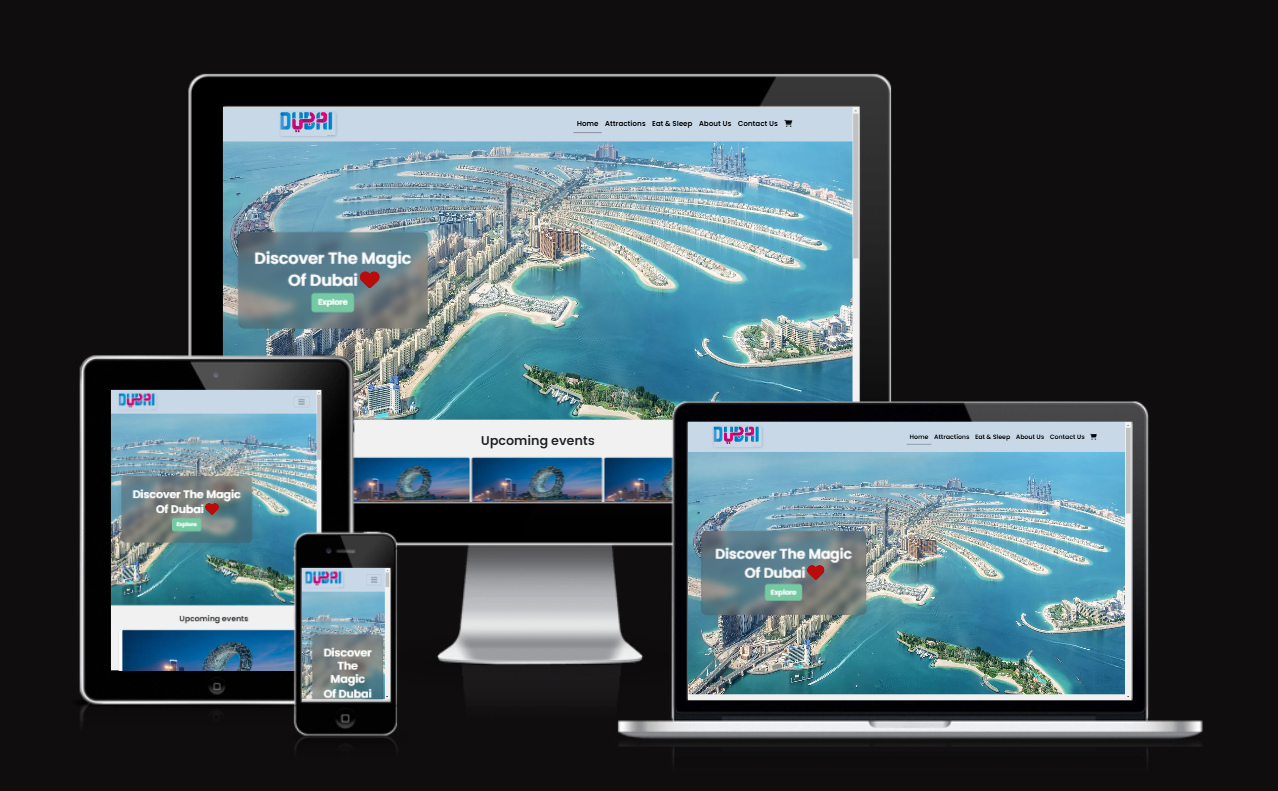 DUBAI
Home Attractions Eat & Sleep About Us Contact Us
Discover The Magic
Of Dubai
Explore
Upcoming events
DUBAI
Discover The Magic
Of Dubai
Explore
Upcoming events
DUBAI
Discover
The
Magic
Of Dubai
DUBAI
Home Attractions Eat & Sleep About Us Contact Us
Discover The Magic
Of Dubai
Explore